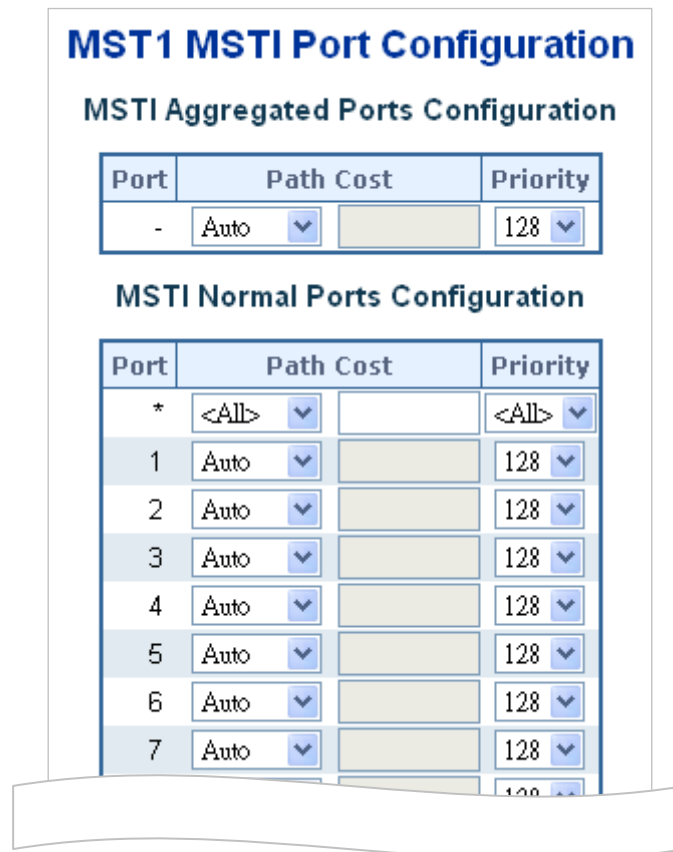 MST1 MSTI Port Configuration
MSTI Aggregated Ports Configuration
Port Path Cost Priority
- Auto 128
MSTI Normal Ports Configuration
Port Path Cost Priority
* <All> <All>
1 Auto 128
2 Auto 128
3 Auto 128
4 Auto 128
5 Auto 128
6 Auto 128
7 Auto 128